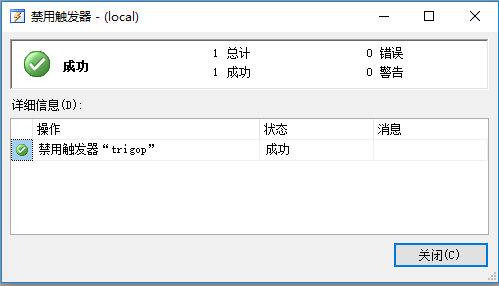 禁用触发器 - (local)
成功
1 总计 0 错误
1 成功 0 警告
详细信息(D):
操作 状态 消息
禁用触发器“trigop” 成功
关闭(C)